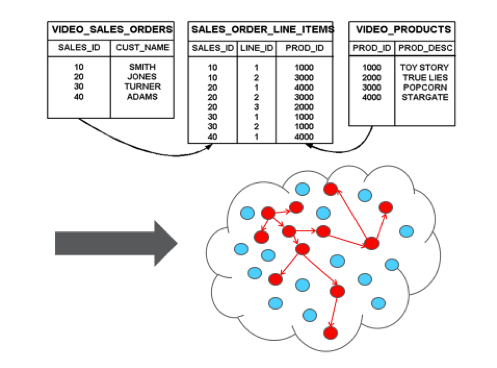 VIDEO_SALES_ORDERS
SALES_ID CUST_NAME
10 SMITH
20 JONES
30 TURNER
40 ADAMS
SALES_ORDER_LINE_ITEMS
SALES_ID LINE_ID PROD_ID
10 1 1000
10 2 3000
20 1 4000
20 2 3000
20 3 2000
30 1 1000
30 2 1000
40 1 4000
VIDEO_PRODUCTS
PROD_ID PROD_DESC
1000 TOY STORY
2000 TRUE LIES
3000 POPCORN
4000 STARGATE